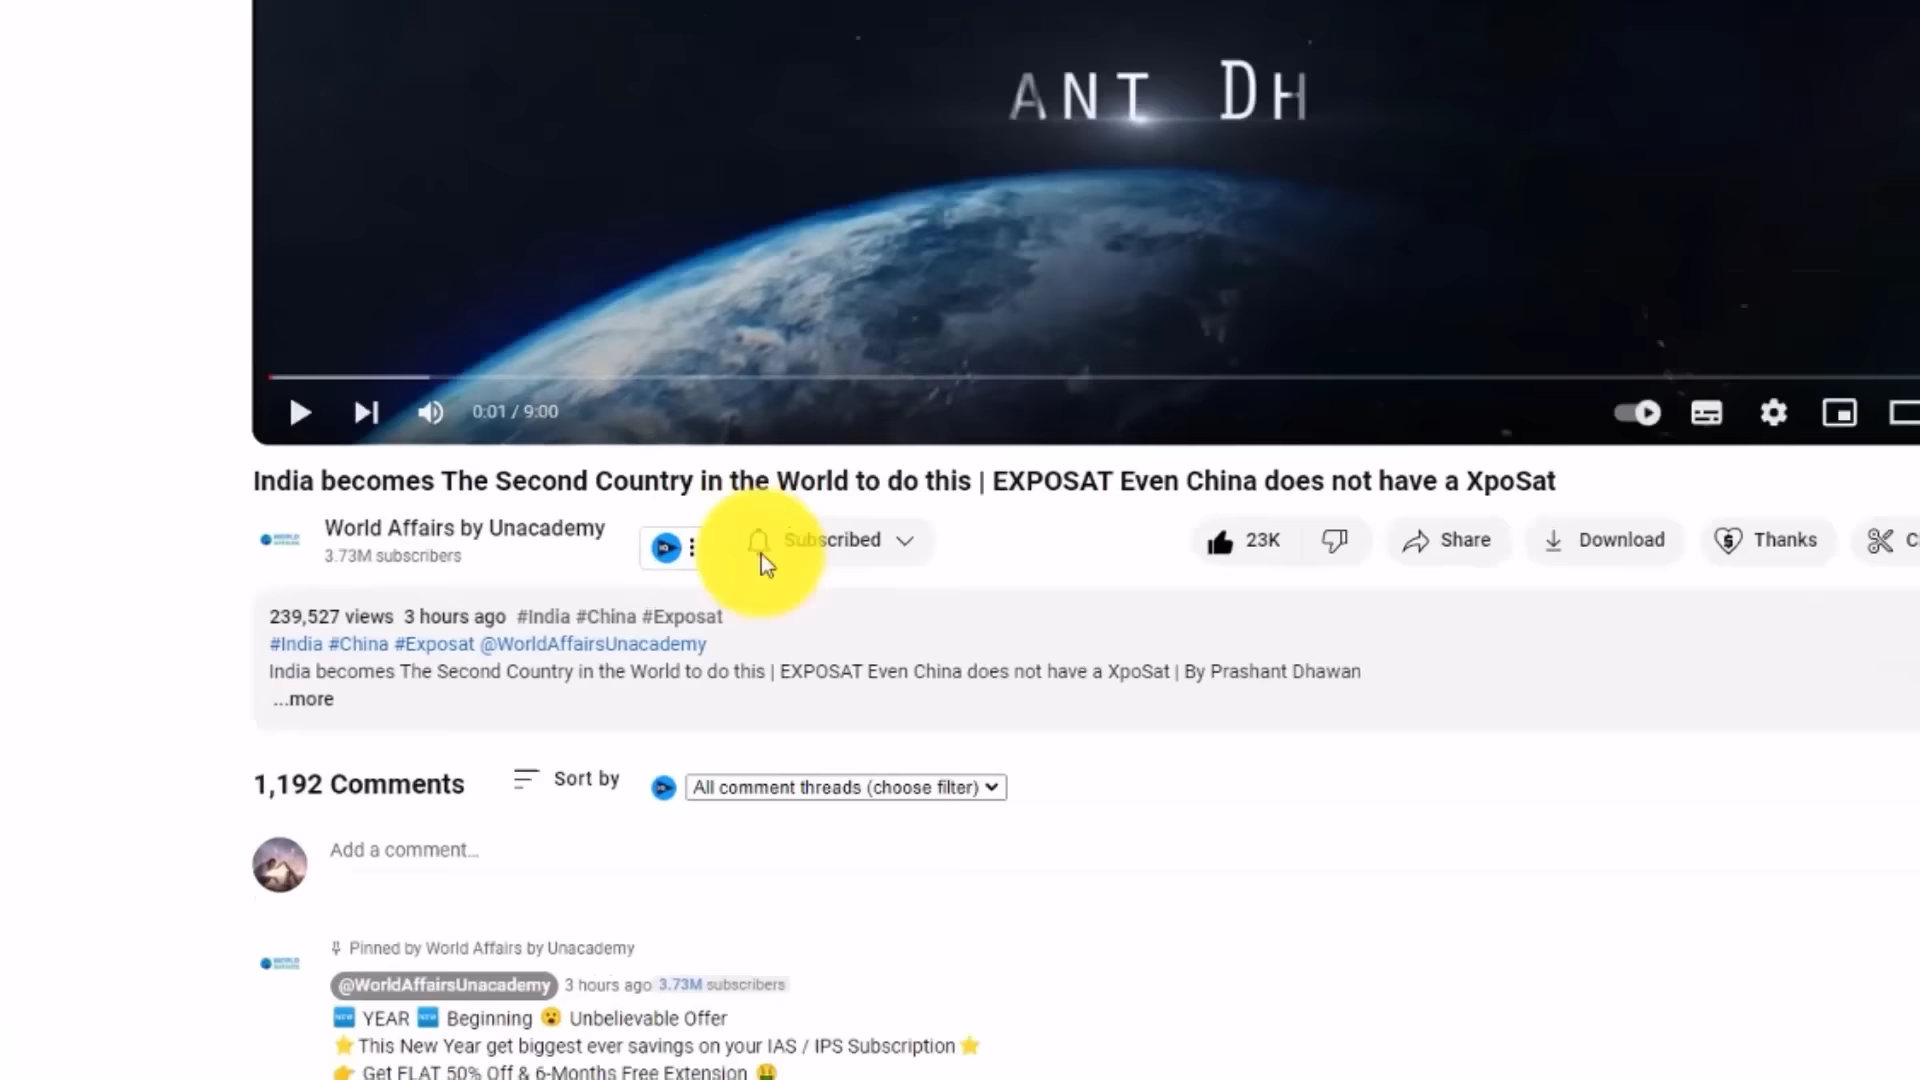 ANT DH
0:01 / 9:00
India becomes The Second Country in the World to do this | EXPOSAT Even China does not have a XpoSat
World Affairs by Unacademy
3.73M subscribers
Subscribed
23K
Share
Download
Thanks
C
239,527 views 3 hours ago #India #China #Exposat
#India #China #Exposat @WorldAffairsUnacademy
India becomes The Second Country in the World to do this | EXPOSAT Even China does not have a XpoSat | By Prashant Dhawan
...more
1,192 Comments
Sort by
All comment threads (choose filter)
Add a comment...
Pinned by World Affairs by Unacademy
@WorldAffairsUnacademy 3 hours ago 3.73M subscribers
🆕 YEAR 🆕 Beginning 😮 Unbelievable Offer
⭐This New Year get biggest ever savings on your IAS / IPS Subscription⭐
👉 Get FLAT 50% Off & 6-Months Free Extension 🤑